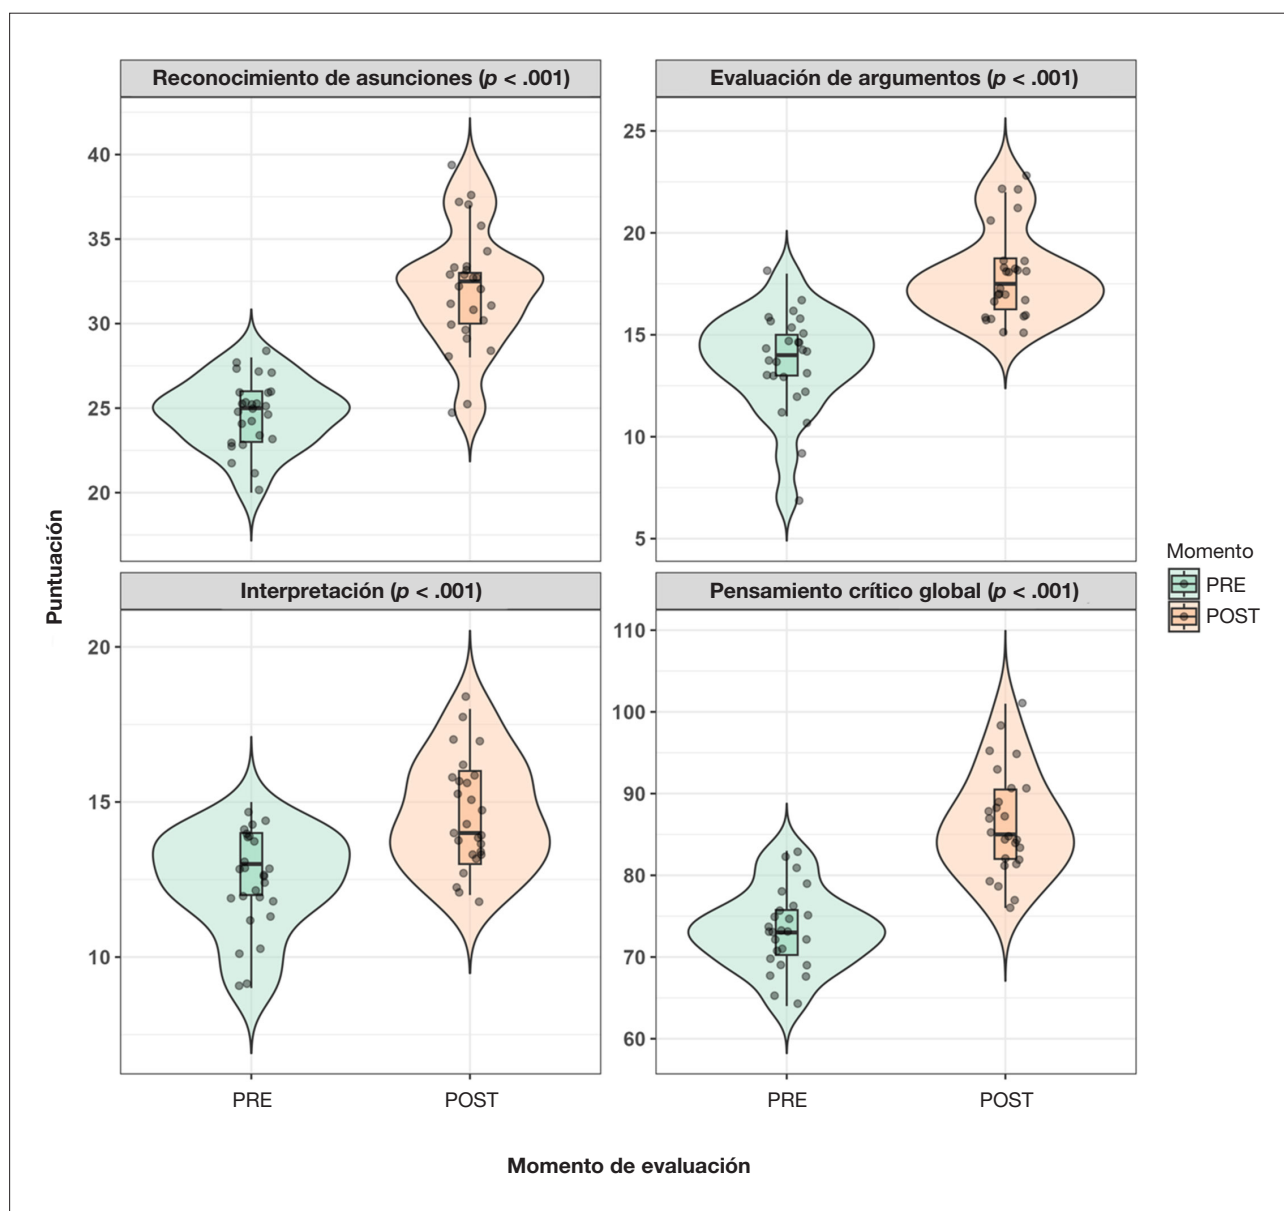 Reconocimiento de asunciones (p < .001)
Evaluación de argumentos (p < .001)
40
35
30
25
20
25
20
15
10
5
Puntuación
Interpretación (p < .001)
Pensamiento crítico global (p < .001)
20
15
10
110
100
90
80
70
60
Momento
PRE
POST
PRE
POST
PRE
POST
Momento de evaluación